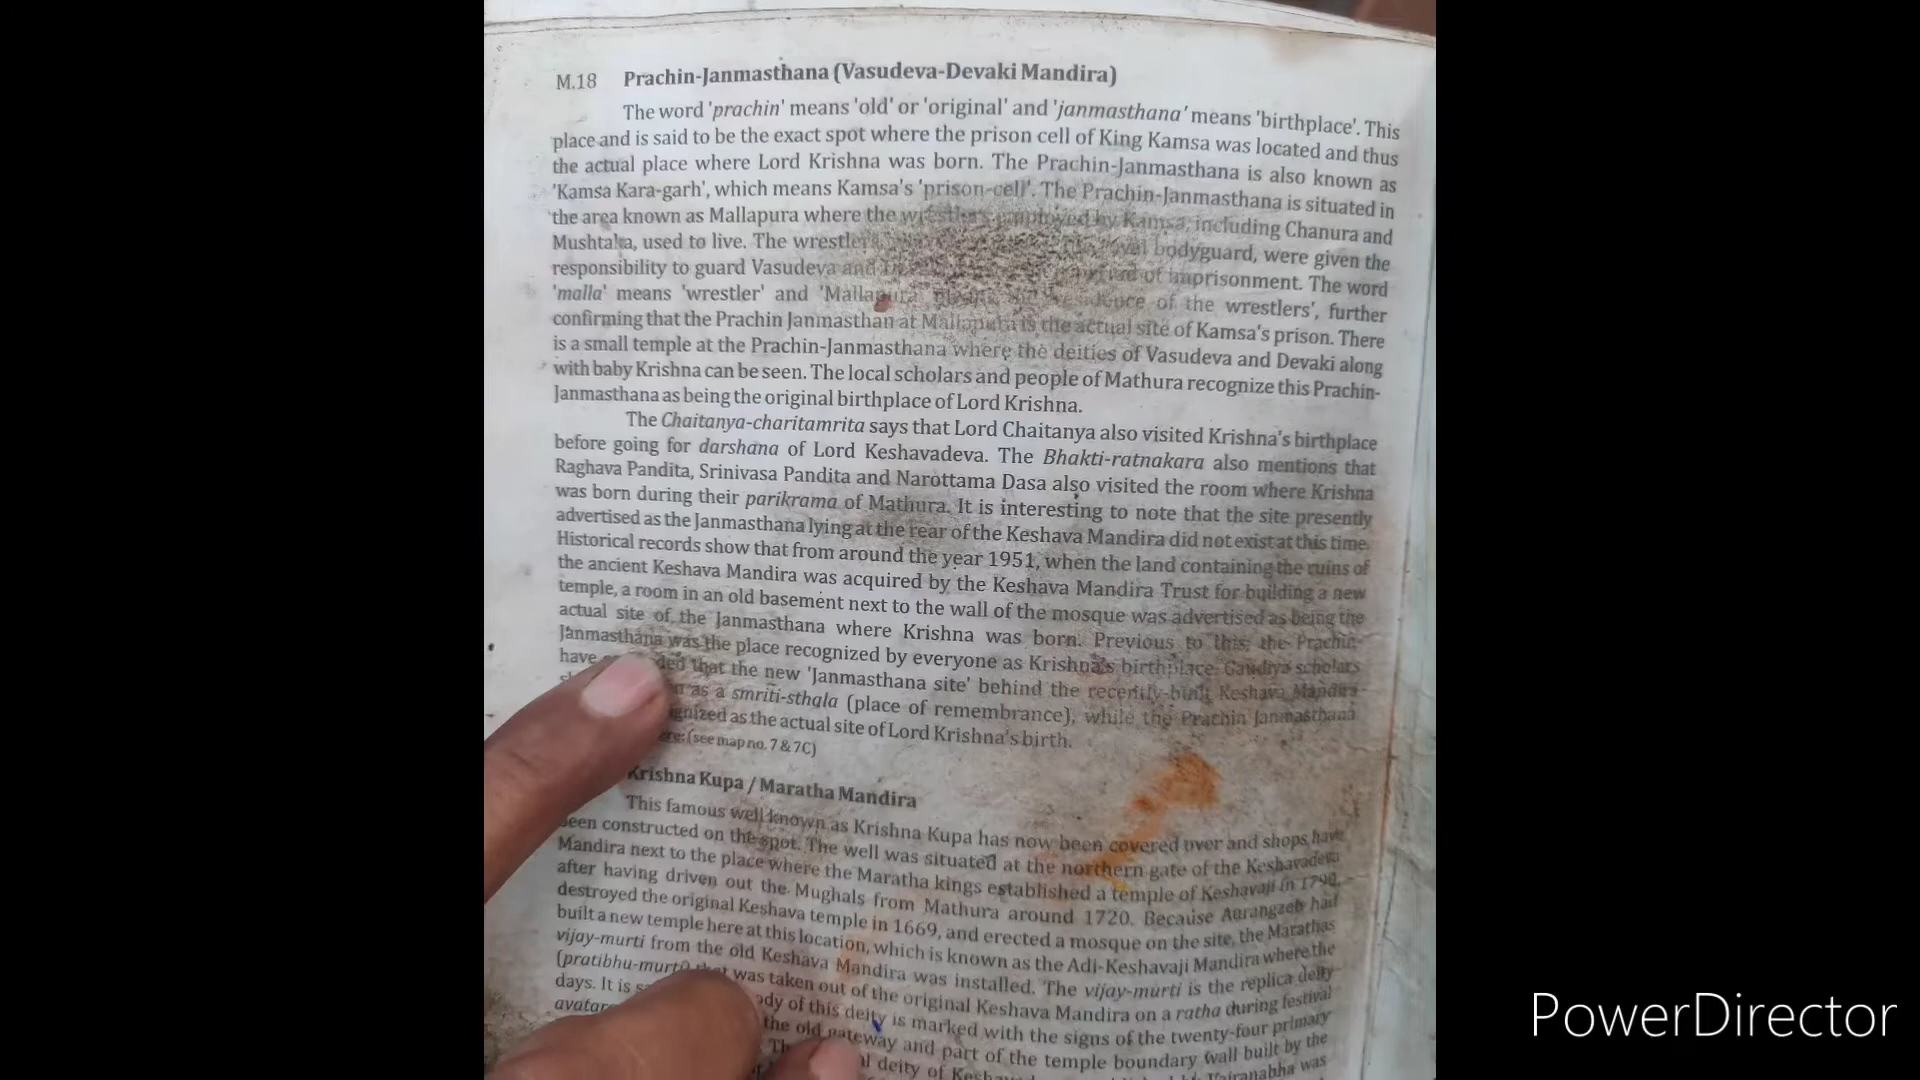 M.18 Prachin-Janmasthana (Vasudeva-Devaki Mandira)
The word 'prachin' means 'old' or 'original' and 'janmasthana' means 'birthplace'. This
place and is said to be the exact spot where the prison cell of King Kamsa was located and thus
the actual place where Lord Krishna was born. The Prachin-Janmasthana is also known as
'Kamsa Kara-garh', which means Kamsa's 'prison-cell'. The Prachin-Janmasthana is situated in
the area known as Mallapura where the wrestlers employed by Kamsa, including Chanura and
Mushtaka, used to live. The wrestlers bodyguard, were given the
responsibility to guard Vasudeva and of imprisonment. The word
'malla' means 'wrestler' and 'Mallapura' residence of the wrestlers', further
confirming that the Prachin Janmasthan at Mallapura is the actual site of Kamsa's prison. There
is a small temple at the Prachin-Janmasthana where the deities of Vasudeva and Devaki along
with baby Krishna can be seen. The local scholars and people of Mathura recognize this Prachin-
Janmasthana as being the original birthplace of Lord Krishna.
The Chaitanya-charitamrita says that Lord Chaitanya also visited Krishna's birthplace
before going for darshana of Lord Keshavadeva. The Bhakti-ratnakara also mentions that
Raghava Pandita, Srinivasa Pandita and Narottama Dasa also visited the room where Krishna
was born during their parikrama of Mathura. It is interesting to note that the site presently
advertised as the Janmasthana lying at the rear of the Keshava Mandira did not exist at this time.
Historical records show that from around the year 1951, when the land containing the ruins of
the ancient Keshava Mandira was acquired by the Keshava Mandira Trust for building a new
temple, a room in an old basement next to the wall of the mosque was advertised as being the
actual site of the Janmasthana where Krishna was born. Previous to this, the Prachin-
Janmasthana was the place recognized by everyone as Krishna's birthplace. Gaudiya scholars
have that the new 'Janmasthana site' behind the recently-built Keshava Mandira
as a smriti-sthala (place of remembrance), while the Prachin Janmasthana
as the actual site of Lord Krishna's birth.
(see map no. 7 & 7C)
Krishna Kupa / Maratha Mandira
This famous well known as Krishna Kupa has now been covered over and shops have
been constructed on the spot. The well was situated at the northern gate of the Keshavadeva
Mandira next to the place where the Maratha kings established a temple of Keshavaji in 1790,
after having driven out the Mughals from Mathura around 1720. Because Aurangzeb had
destroyed the original Keshava temple in 1669, and erected a mosque on the site, the Marathas
built a new temple here at this location, which is known as the Adi-Keshavaji Mandira where the
vijay-murti from the old Keshava Mandira was installed. The vijay-murti is the replica deity
(pratibhu-murti) that was taken out of the original Keshava Mandira on a ratha during festival
days. It is of this deity is marked with the signs of the twenty-four primary
the old gateway and part of the temple boundary wall built by the
deity of
was
PowerDirector